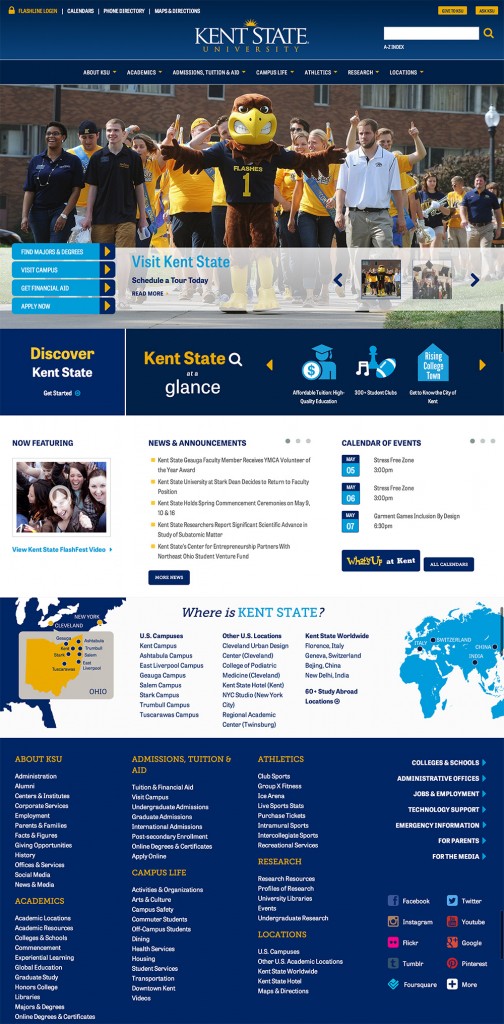 FLASHLINE LOGIN | CALENDARS | PHONE DIRECTORY | MAPS & DIRECTIONS
GIVE TO KSU
ASK KSU
KENT STATE
UNIVERSITY
A-Z INDEX
ABOUT KSU
ACADEMICS
ADMISSIONS, TUITION & AID
CAMPUS LIFE
ATHLETICS
RESEARCH
LOCATIONS
FLASHES
1
FIND MAJORS & DEGREES
VISIT CAMPUS
GET FINANCIAL AID
APPLY NOW
Visit Kent State
Schedule a Tour Today
READ MORE
Discover
Kent State
Get Started
Kent State
at a
glance
Affordable Tuition: High-
Quality Education
300+ Student Clubs
Rising
College
Town
Get to Know the City of
Kent
NOW FEATURING
View Kent State FlashFest Video
NEWS & ANNOUNCEMENTS
Kent State Geauga Faculty Member Receives YMCA Volunteer of
the Year Award
Kent State University at Stark Dean Decides to Return to Faculty
Position
Kent State Holds Spring Commencement Ceremonies on May 9,
10 & 16
Kent State Researchers Report Significant Scientific Advance in
Study of Subatomic Matter
Kent State's Center for Entrepreneurship Partners With
Northeast Ohio Student Venture Fund
MORE NEWS
CALENDAR OF EVENTS
MAY
05
Stress Free Zone
3:00pm
MAY
06
Stress Free Zone
3:00pm
MAY
07
Garment Games Inclusion By Design
6:30pm
What's Up at Kent
ALL CALENDARS
Where is KENT STATE?
NEW YORK
CLEVELAND
Geauga
Ashtabula
Kent
Trumbull
Stark
Salem
East
Liverpool
Tuscarawas
OHIO
U.S. Campuses
Kent Campus
Ashtabula Campus
East Liverpool Campus
Geauga Campus
Salem Campus
Stark Campus
Trumbull Campus
Tuscarawas Campus
Other U.S. Locations
Cleveland Urban Design
Center (Cleveland)
College of Podiatric
Medicine (Cleveland)
Kent State Hotel (Kent)
NYC Studio (New York
City)
Regional Academic
Center (Twinsburg)
Kent State Worldwide
Florence, Italy
Geneva, Switzerland
Bejing, China
New Delhi, India
60+ Study Abroad
Locations
ITALY
SWITZERLAND
CHINA
INDIA
ABOUT KSU
Administration
Alumni
Centers & Institutes
Corporate Services
Employment
Parents & Families
Facts & Figures
Giving Opportunities
History
Offices & Services
Social Media
News & Media
ACADEMICS
Academic Locations
Academic Resources
Colleges & Schools
Commencement
Experiential Learning
Global Education
Graduate Study
Honors College
Libraries
Majors & Degrees
Online Degrees & Certificates
ADMISSIONS, TUITION &
AID
Tuition & Financial Aid
Visit Campus
Undergraduate Admissions
Graduate Admissions
International Admissions
Post-secondary Enrollment
Online Degrees & Certificates
Apply Online
CAMPUS LIFE
Activities & Organizations
Arts & Culture
Campus Safety
Commuter Students
Off-Campus Students
Dining
Health Services
Housing
Student Services
Transportation
Downtown Kent
Videos
ATHLETICS
Club Sports
Group X Fitness
Ice Arena
Live Sports Stats
Purchase Tickets
Intramural Sports
Intercollegiate Sports
Recreational Services
RESEARCH
Research Resources
Profiles of Research
University Libraries
Events
Undergraduate Research
LOCATIONS
U.S. Campuses
Other U.S. Academic Locations
Kent State Worldwide
Kent State Hotel
Maps & Directions
COLLEGES & SCHOOLS
ADMINISTRATIVE OFFICES
JOBS & EMPLOYMENT
TECHNOLOGY SUPPORT
EMERGENCY INFORMATION
FOR PARENTS
FOR THE MEDIA
Facebook
Twitter
Instagram
Youtube
Flickr
Google
Tumblr
Pinterest
Foursquare
More